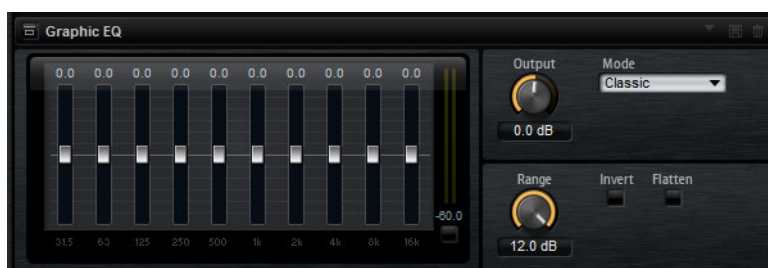 Graphic EQ
0.0 0.0 0.0 0.0 0.0 0.0 0.0 0.0 0.0 0.0
-60.0
31.5 63 125 250 500 1k 2k 4k 8k 16k
Output
0.0 dB
Mode
Classic
Range
12.0 dB
Invert
Flatten